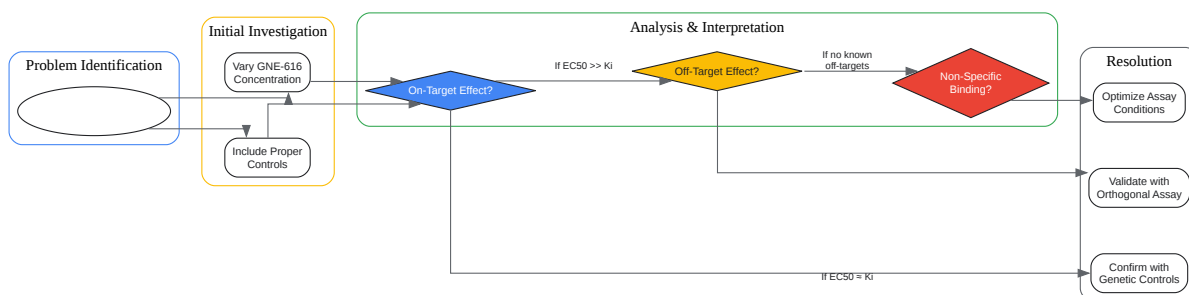 Problem Identification
Initial Investigation
Vary GNE-616
Concentration
Include Proper
Controls
Analysis & Interpretation
On-Target Effect?
If EC50 >> Ki
Off-Target Effect?
If no known
off-targets
Non-Specific
Binding?
If EC50 ≈ Ki
Resolution
Optimize Assay
Conditions
Validate with
Orthogonal Assay
Confirm with
Genetic Controls